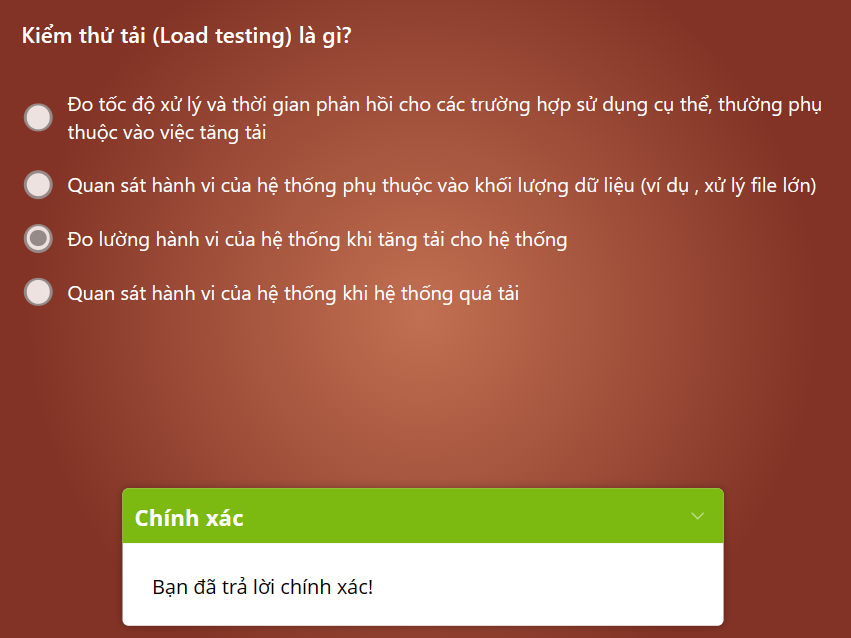 Kiểm thử tải (Load testing) là gì?
Đo tốc độ xử lý và thời gian phản hồi cho các trường hợp sử dụng cụ thể, thường phụ
thuộc vào việc tăng tải
Quan sát hành vi của hệ thống phụ thuộc vào khối lượng dữ liệu (ví dụ , xử lý file lớn)
Đo lường hành vi của hệ thống khi tăng tải cho hệ thống
Quan sát hành vi của hệ thống khi hệ thống quá tải
Chính xác
Bạn đã trả lời chính xác!